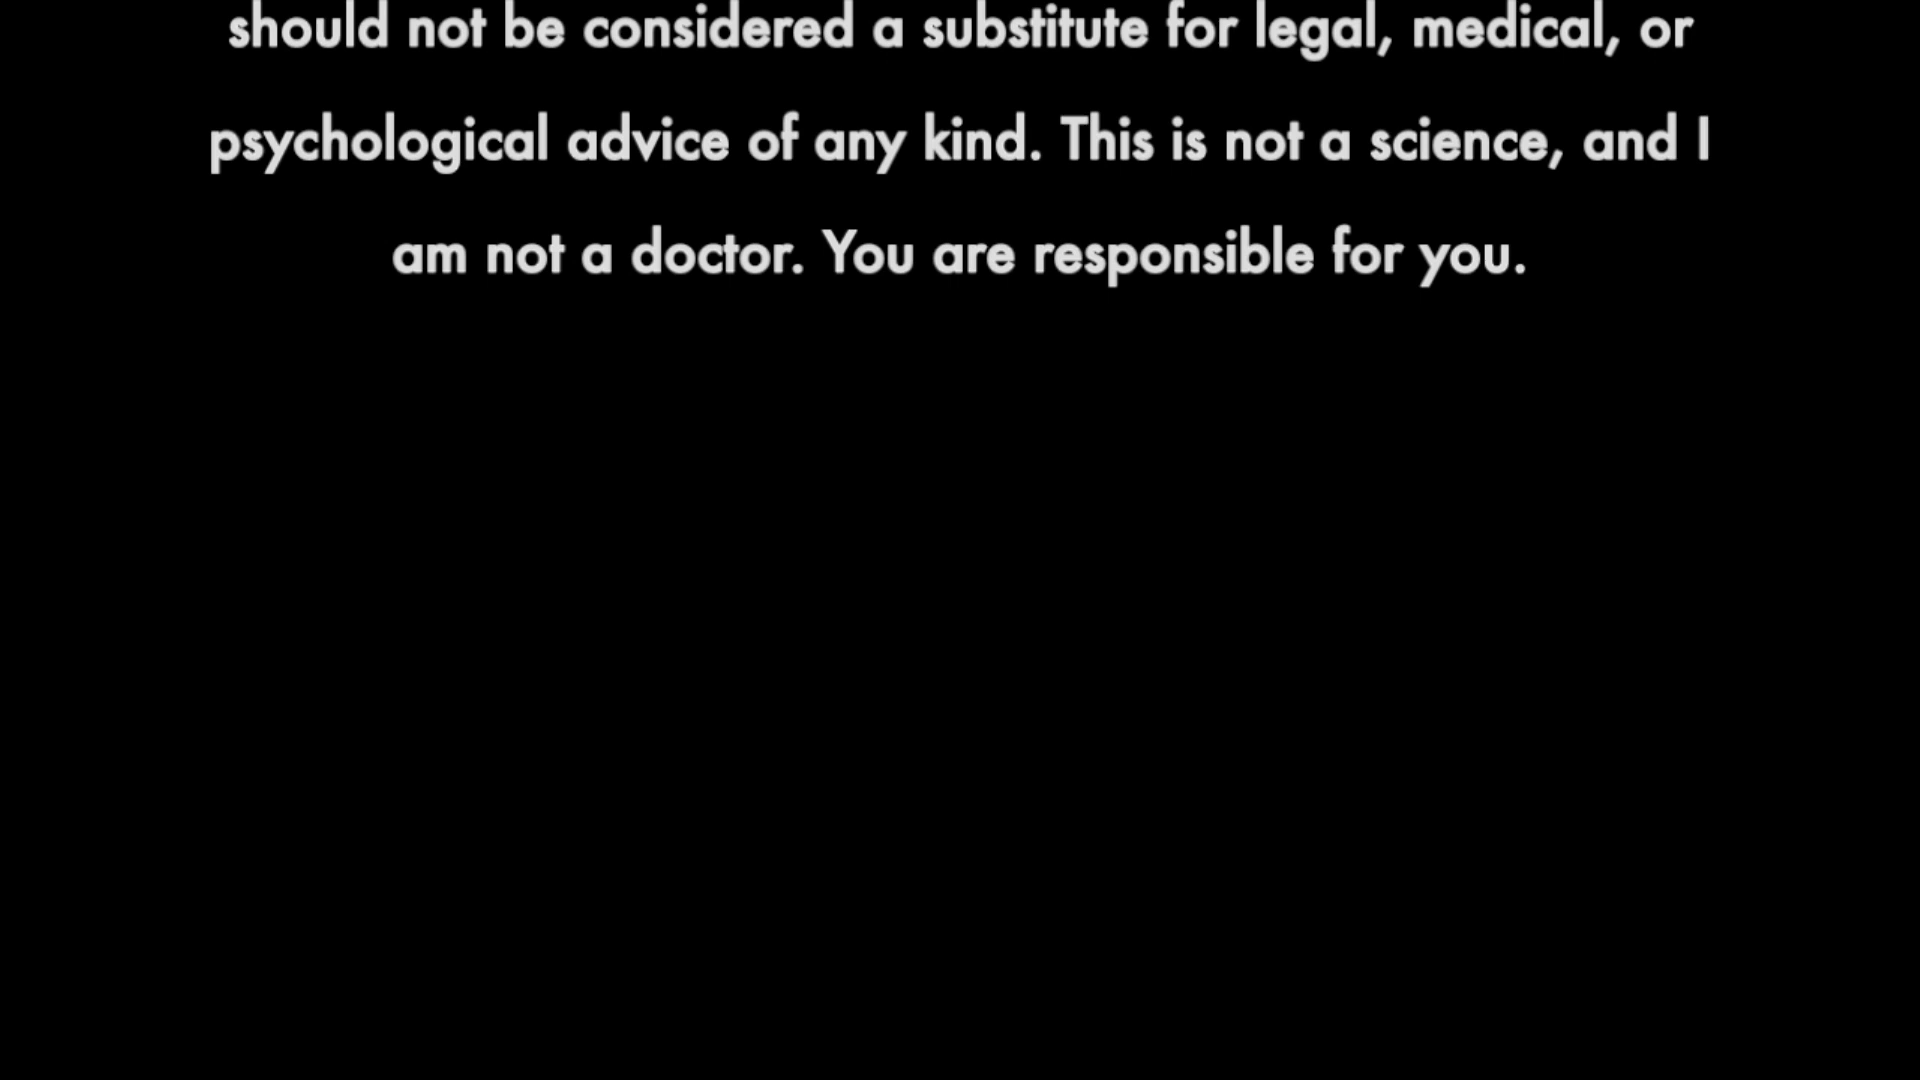 should not be considered a substitute for legal, medical, or
psychological advice of any kind. This is not a science, and I
am not a doctor. You are responsible for you.